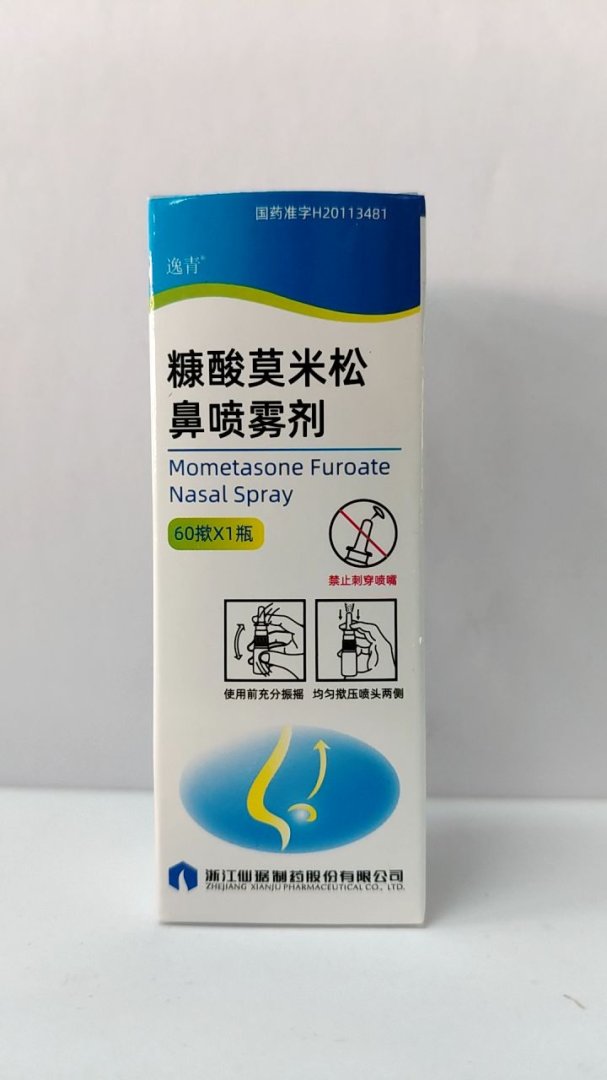 国药准字H20113481
逸青®
糠酸莫米松
鼻喷雾剂
Mometasone Furoate
Nasal Spray
60揿X1瓶
禁止刺穿喷嘴
使用前充分振摇 均匀揿压喷头两侧
浙江仙琚制药股份有限公司
ZHEJIANG XIANJU PHARMACEUTICAL CO., LTD.